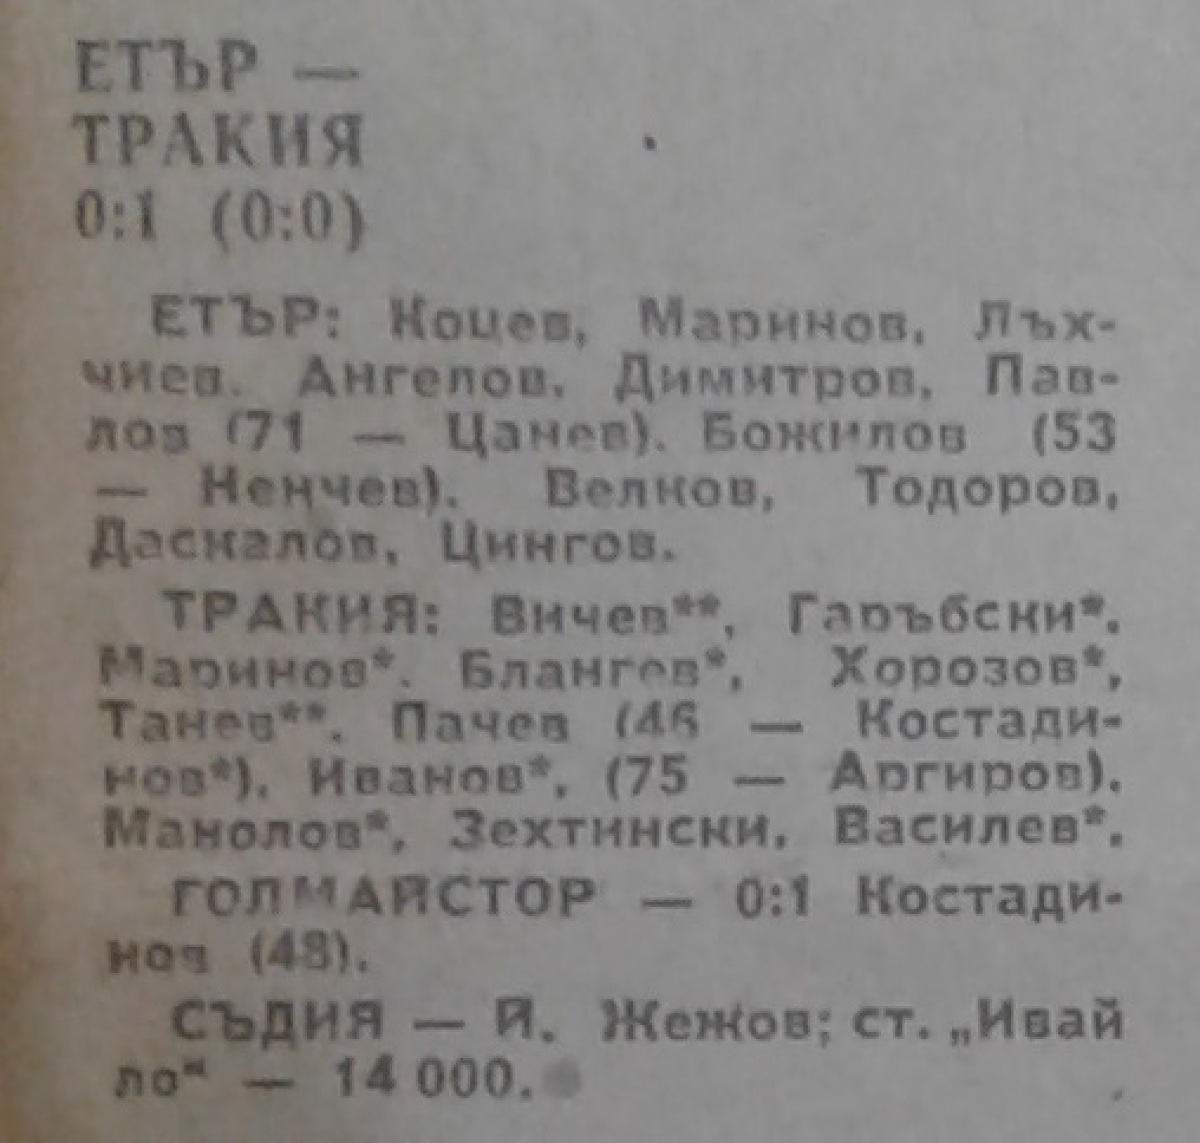 ЕТЪР —
ТРАКИЯ
0:1 (0:0)
ЕТЪР: Коцев, Маринов, Лъх-
чиев. Ангелов, Димитров, Пав-
лов (71 — Цанев). Божилов (53
— Ненчев). Велков, Тодоров,
Даскалов, Цингов.
ТРАКИЯ: Вичев**, Гаръбски*,
Маринов*.Блангев*, Хорозов*,
Танев**. Пачев (46 — Костади-
нов*). Иванов*, (75 — Аргиров),
Манолов*, Зехтински, Василев*.
ГОЛМАЙСТОР — 0:1 Костади-
нов (48).
СЪДИЯ — Й. Жежов; ст. „Ивай
ло“ — 14 000.